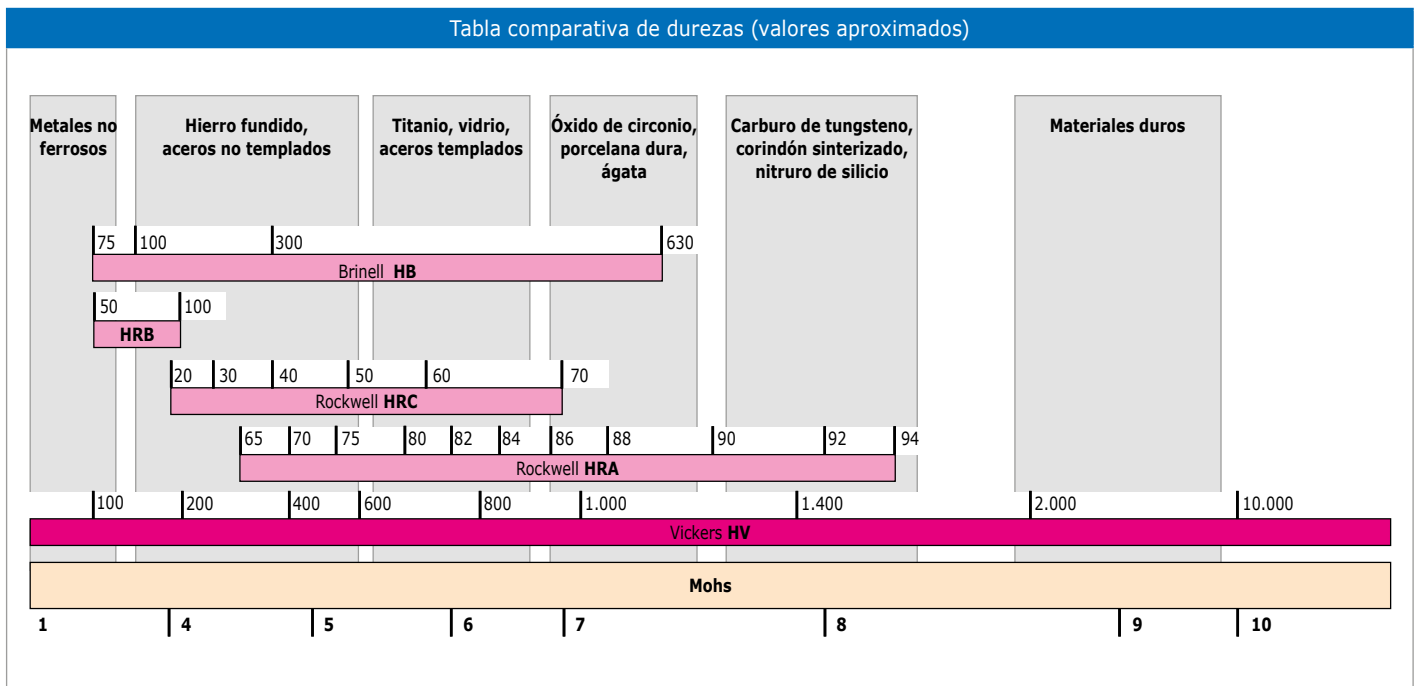 Tabla comparativa de durezas (valores aproximados)
Metales no
ferrosos
Hierro fundido,
aceros no templados
Titanio, vidrio,
aceros templados
Óxido de circonio,
porcelana dura,
ágata
Carburo de tungsteno,
corindón sinterizado,
nitruro de silicio
Materiales duros
75 100 300 630
Brinell HB
50 100
HRB
20 30 40 50 60 70
Rockwell HRC
65 70 75 80 82 84 86 88 90 92 94
Rockwell HRA
100 200 400 600 800 1.000 1.400 2.000 10.000
Vickers HV
Mohs
1 4 5 6 7 8 9 10